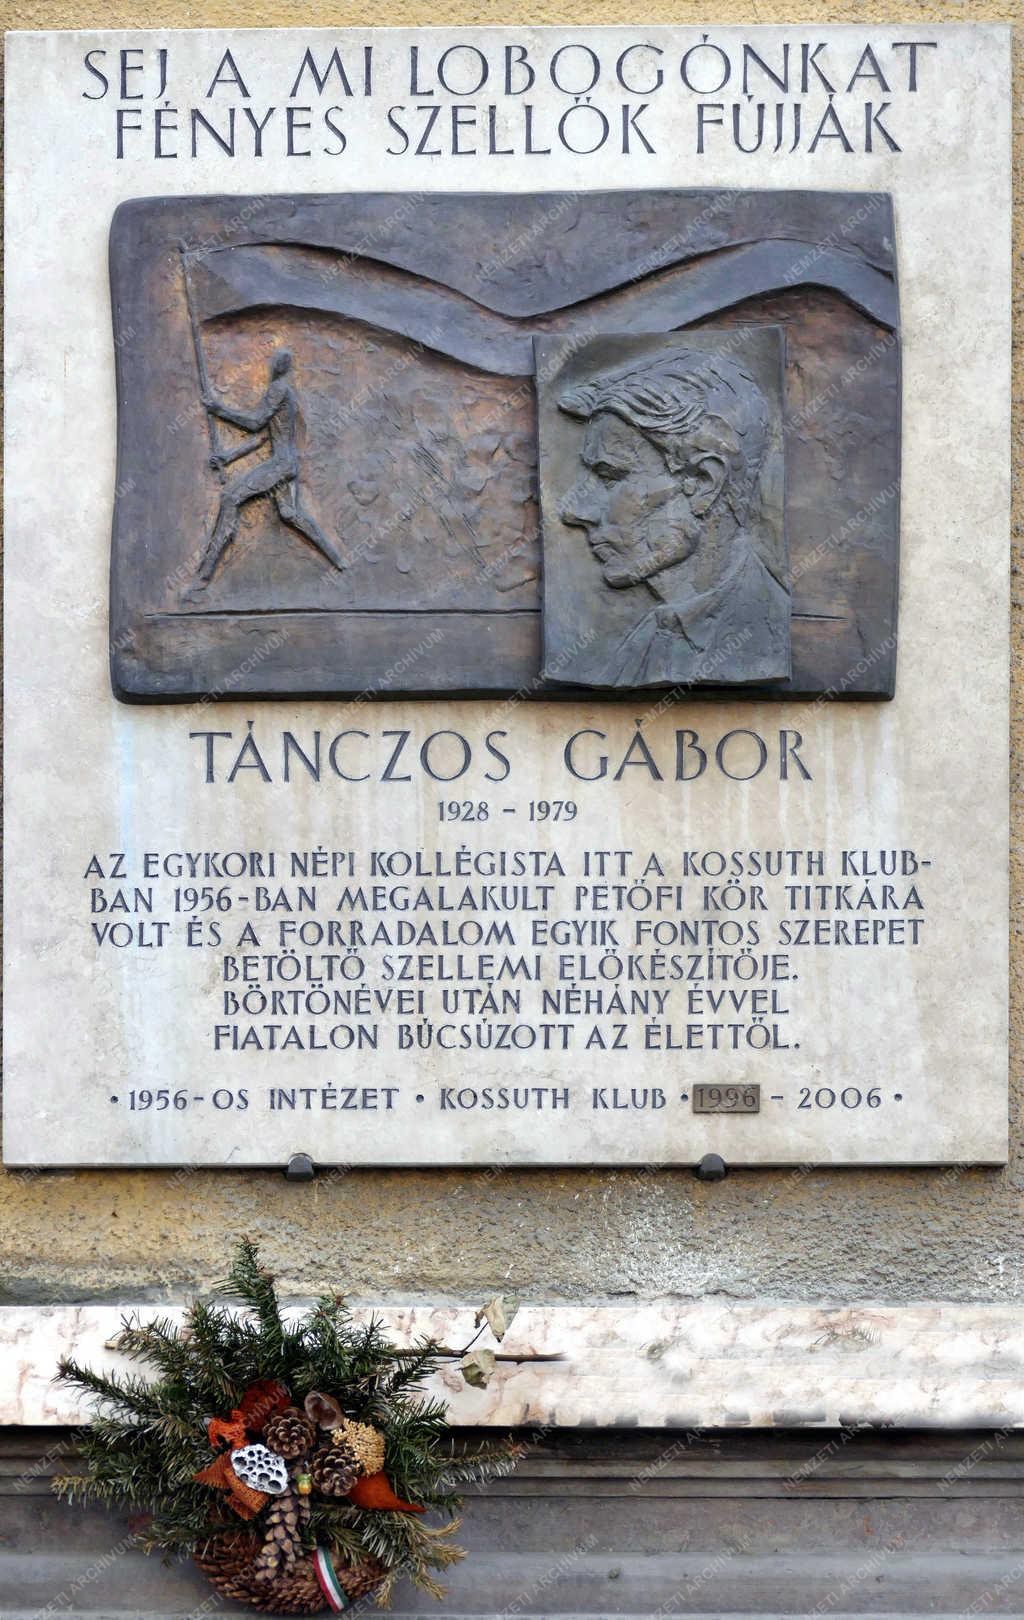 SEJ A MI LOBOGÓNKAT
FÉNYES SZELLŐK FÚJJÁK
TÁNCZOS GÁBOR
1928 - 1979
AZ EGYKORI NÉPI KOLLÉGISTA ITT A KOSSUTH KLUB-
BAN 1956-BAN MEGALAKULT PETŐFI KÖR TITKÁRA
VOLT ÉS A FORRADALOM EGYIK FONTOS SZEREPET
BETÖLTŐ SZELLEMI ELŐKÉSZÍTŐJE.
BÖRTÖNÉVEI UTÁN NÉHÁNY ÉVVEL
FIATALON BÚCSÚZOTT AZ ÉLETTŐL.
• 1956-OS INTÉZET • KOSSUTH KLUB • 1996 - 2006 •
NEMZETI ARCHÍVUM